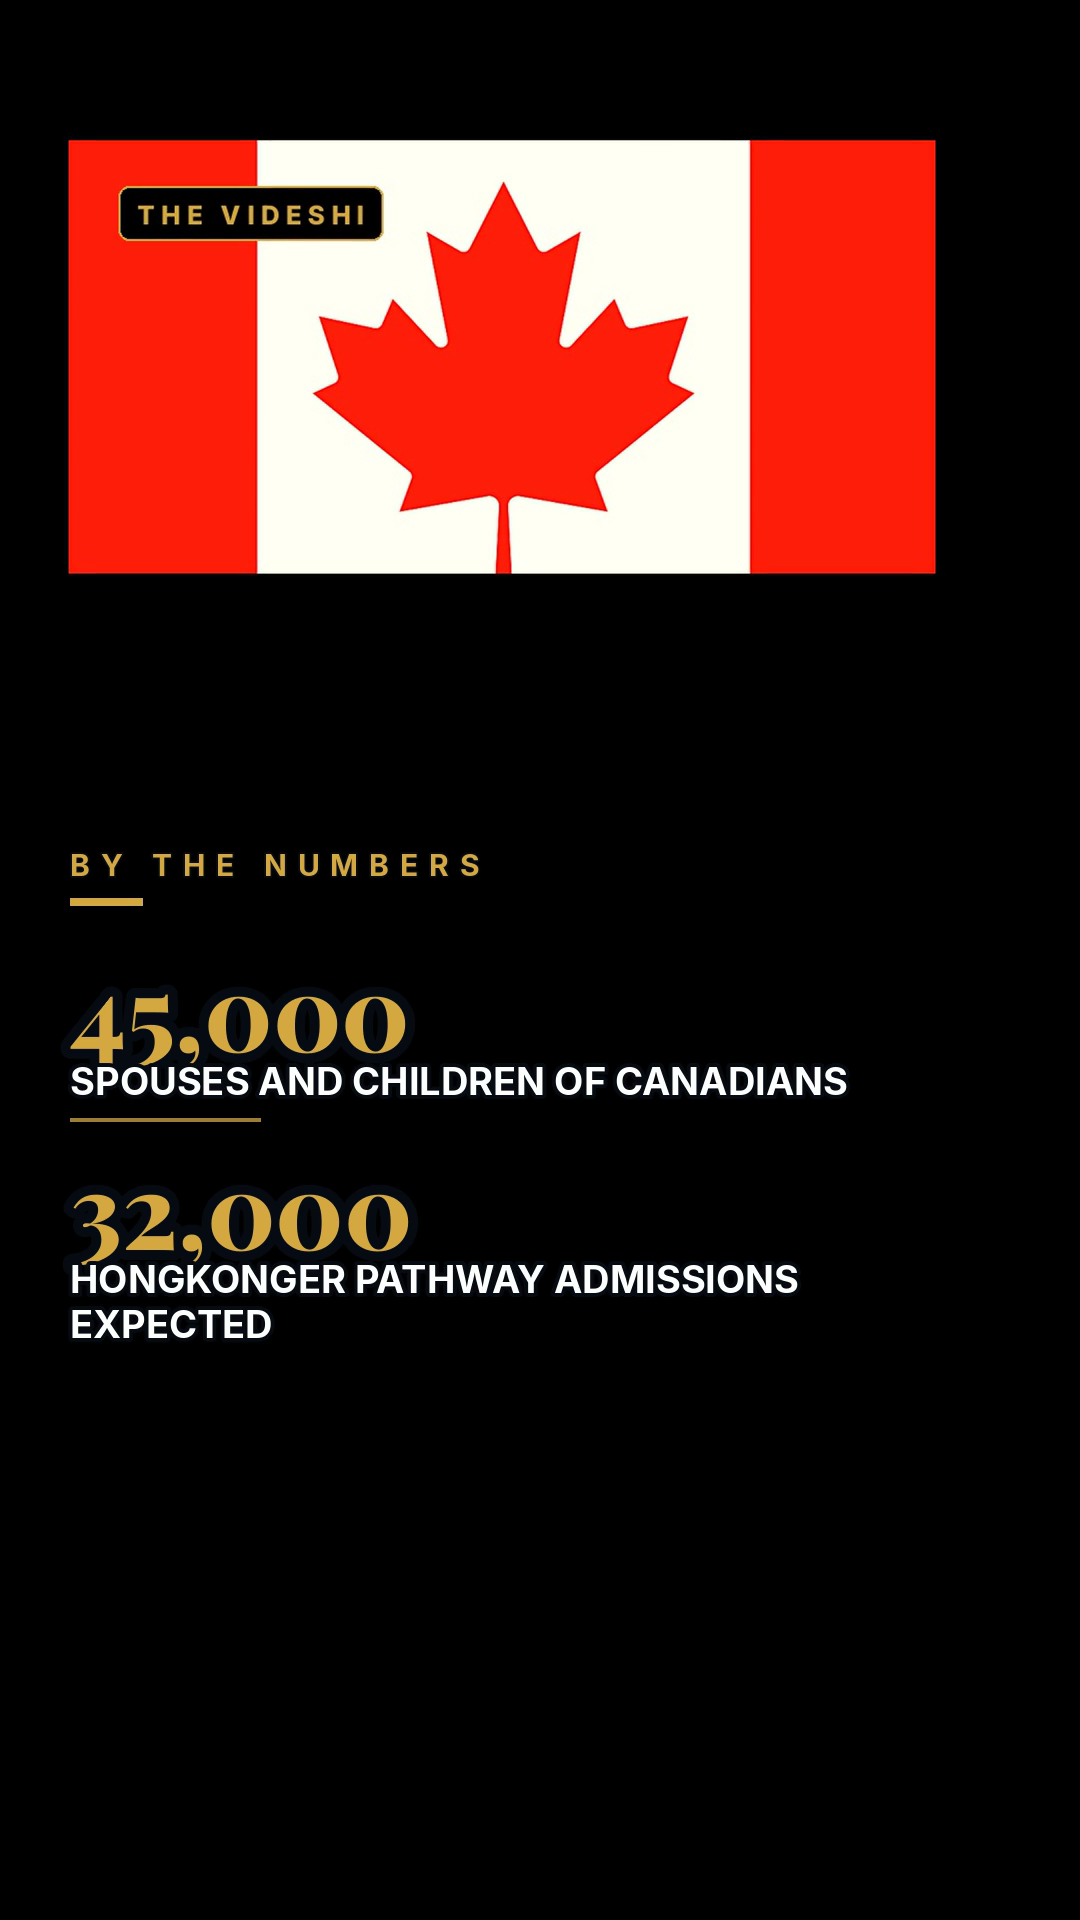 THE VIDESHI
BY THE NUMBERS
45,000
SPOUSES AND CHILDREN OF CANADIANS
32,000
HONGKONGER PATHWAY ADMISSIONS
EXPECTED